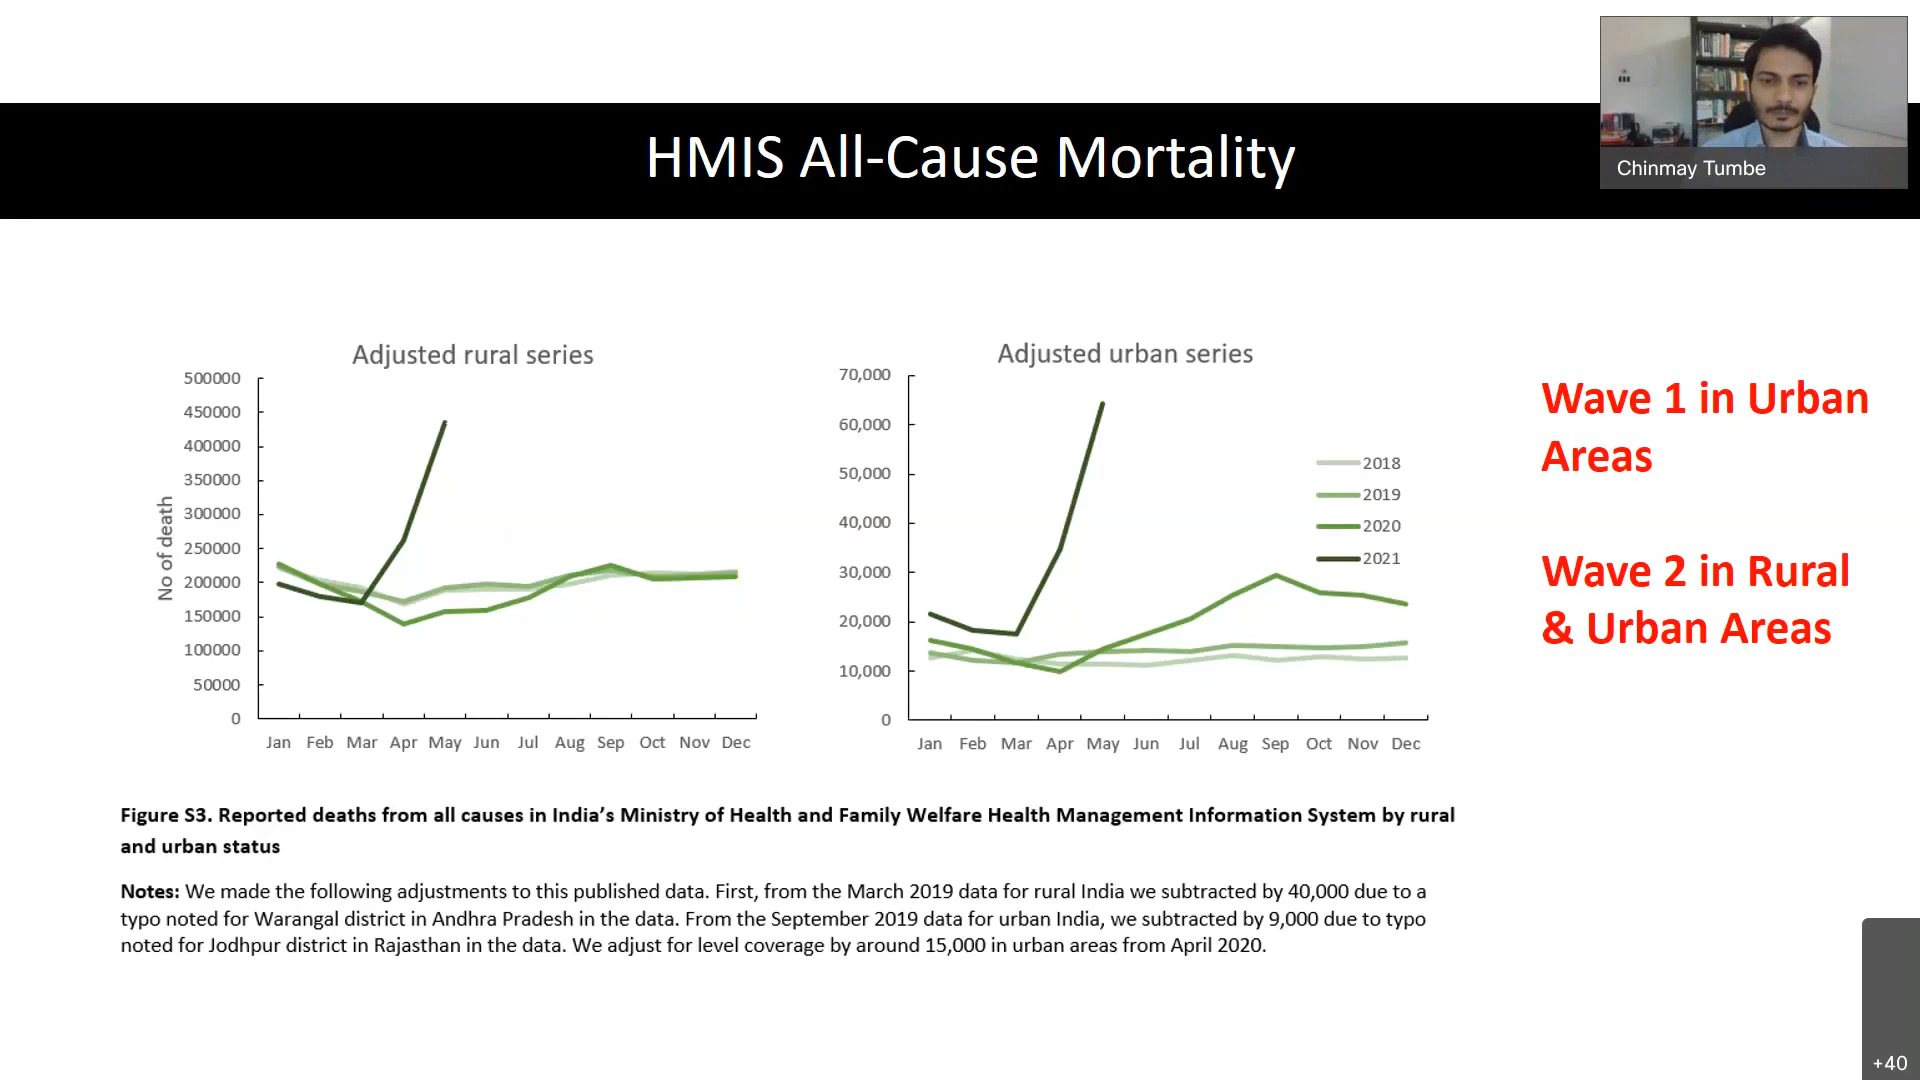 HMIS All-Cause Mortality
Chinmay Tumbe
Adjusted rural series
500000
450000
400000
350000
300000
250000
200000
150000
100000
50000
0
No of death
Jan Feb Mar Apr May Jun Jul Aug Sep Oct Nov Dec
Adjusted urban series
70,000
60,000
50,000
40,000
30,000
20,000
10,000
0
2018
2019
2020
2021
Jan Feb Mar Apr May Jun Jul Aug Sep Oct Nov Dec
Wave 1 in Urban
Areas
Wave 2 in Rural
& Urban Areas
Figure S3. Reported deaths from all causes in India’s Ministry of Health and Family Welfare Health Management Information System by rural
and urban status
Notes: We made the following adjustments to this published data. First, from the March 2019 data for rural India we subtracted by 40,000 due to a
typo noted for Warangal district in Andhra Pradesh in the data. From the September 2019 data for urban India, we subtracted by 9,000 due to typo
noted for Jodhpur district in Rajasthan in the data. We adjust for level coverage by around 15,000 in urban areas from April 2020.
+40